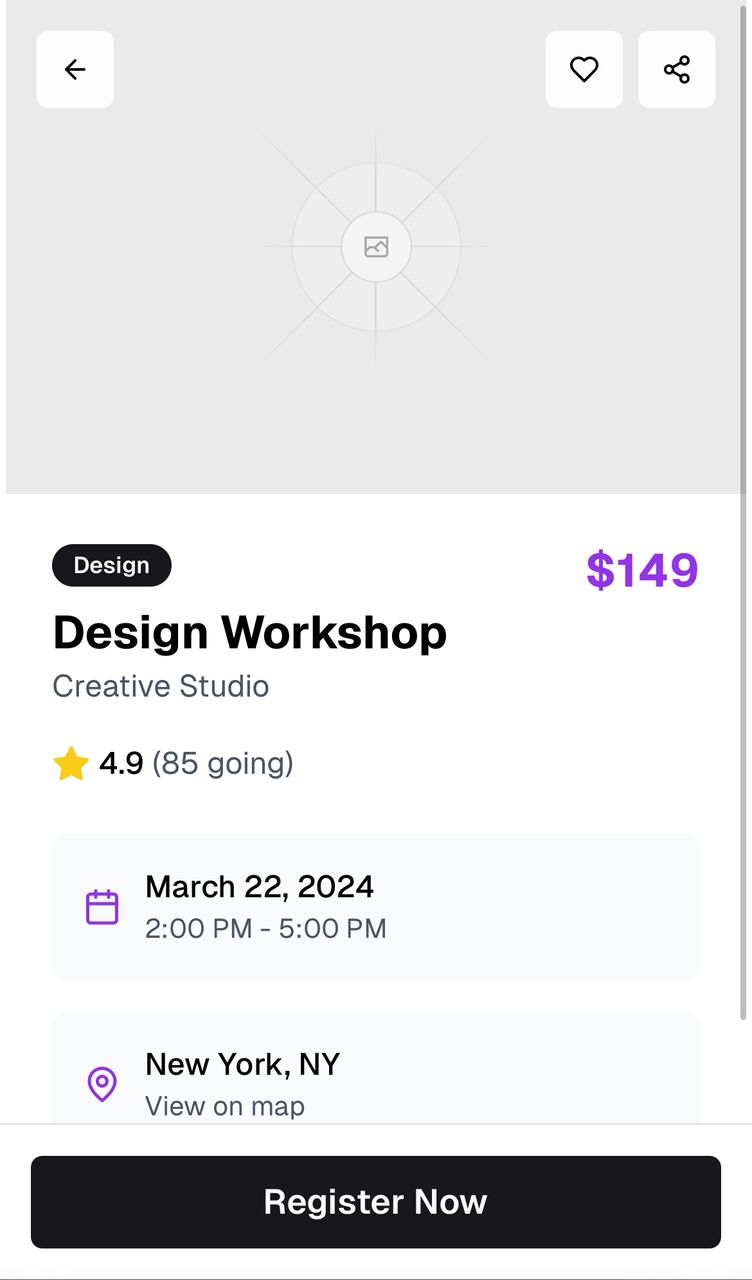 Design
$149
Design Workshop
Creative Studio
4.9 (85 going)
March 22, 2024
2:00 PM - 5:00 PM
New York, NY
View on map
Register Now